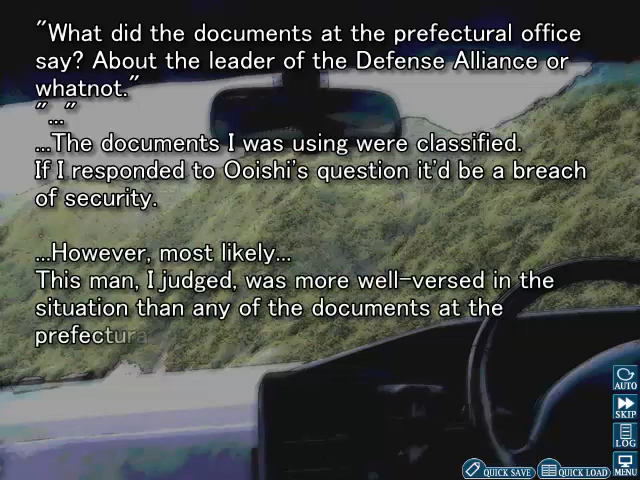 "What did the documents at the prefectural office
say? About the leader of the Defense Alliance or
whatnot."
"..."
...The documents I was using were classified.
If I responded to Ooishi's question it'd be a breach
of security.
...However, most likely...
This man, I judged, was more well-versed in the
situation than any of the documents at the
prefectura
AUTO
SKIP
LOG
MENU
QUICK SAVE
QUICK LOAD